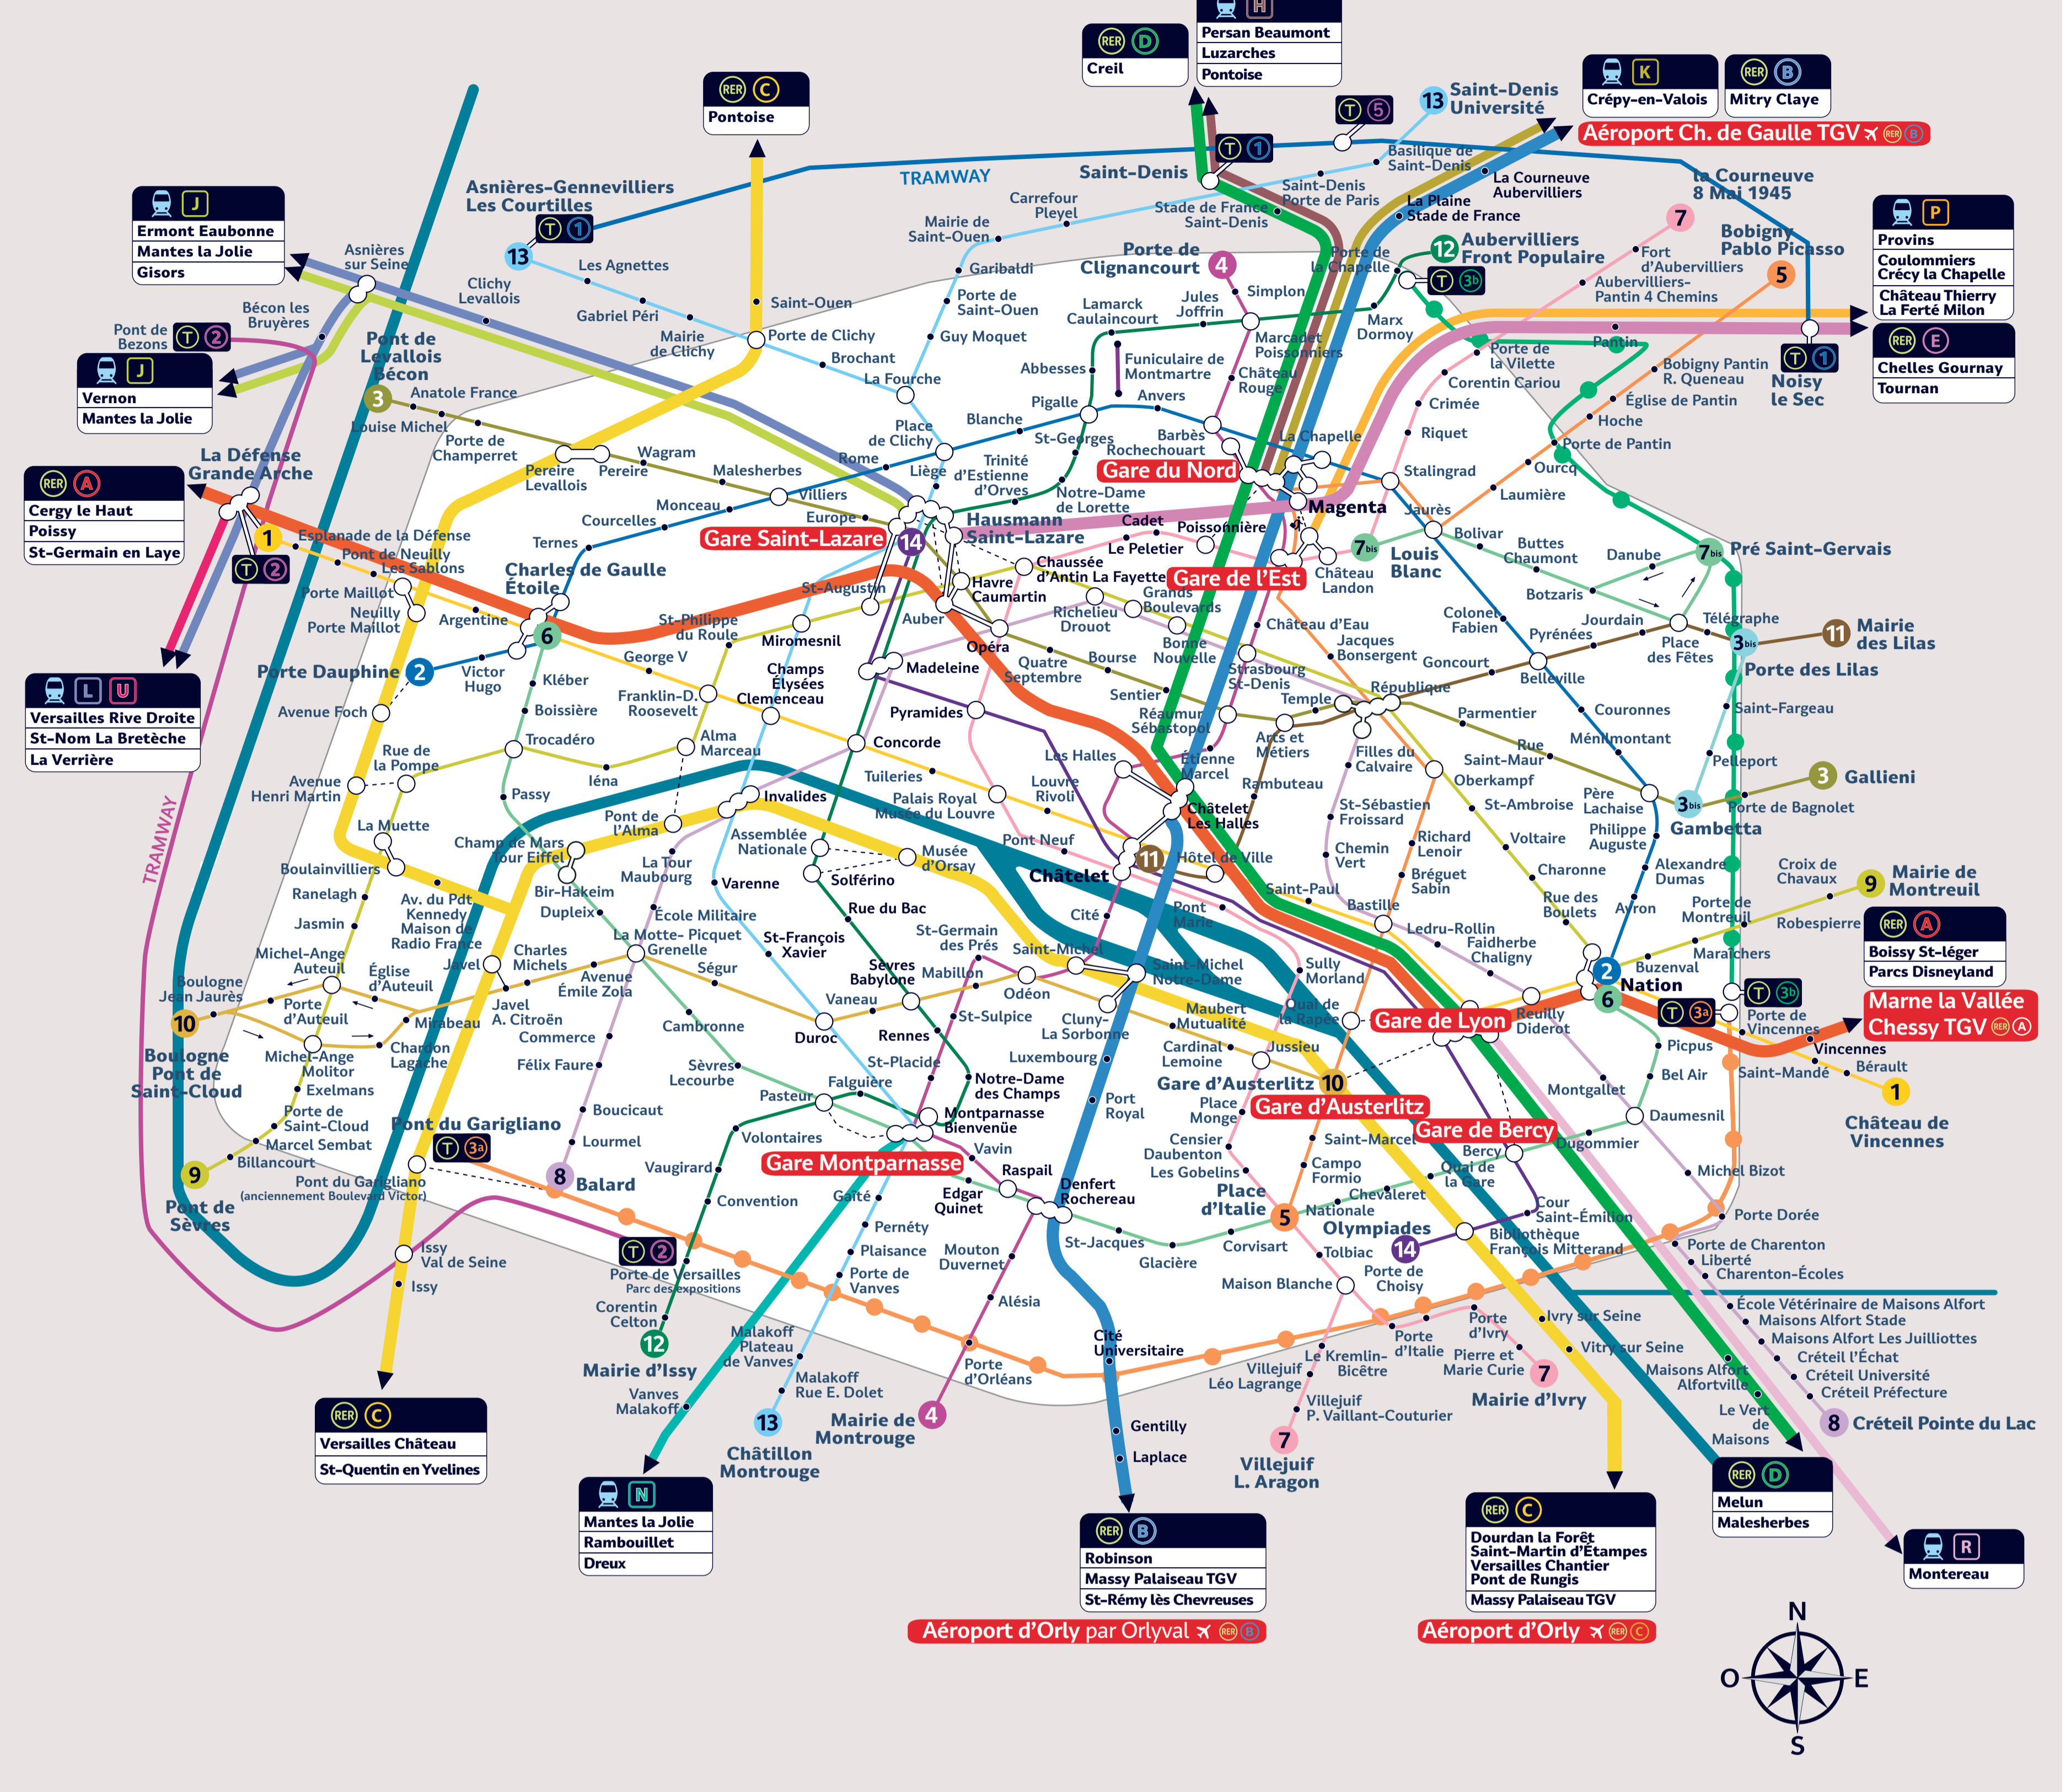 H
Persan Beaumont
Luzarches
Pontoise
RER D
Creil
RER C
Pontoise
K
Crépy-en-Valois
RER B
Mitry Claye
Aéroport Ch. de Gaulle TGV RER B
T 5
13 Saint-Denis
Université
T 1
Saint-Denis
Basilique de
Saint-Denis
Saint-Denis
Porte de Paris
La Courneuve
Aubervilliers
La Plaine
Stade de France
Stade de France
Saint-Denis
la Courneuve
8 Mai 1945
7
TRAMWAY
Carrefour
Pleyel
Mairie de
Saint-Ouen
Asnières-Gennevilliers
Les Courtilles
T 1
13
J
Ermont Eaubonne
Mantes la Jolie
Gisors
Asnières
sur Seine
Clichy
Levallois
Les Agnettes
Gabriel Péri
Mairie
de Clichy
Saint-Ouen
Porte de Clichy
Brochant
La Fourche
Garibaldi
Porte de
Saint-Ouen
Guy Moquet
Porte de
Clignancourt
4
Simplon
Jules
Joffrin
Lamarck
Caulaincourt
Marcadet
Poissonniers
Porte de
la Chapelle
12 Aubervilliers
Front Populaire
T 3b
Marx
Dormoy
Fort
d'Aubervilliers
Aubervilliers-
Pantin 4 Chemins
Bobigny
Pablo Picasso
5
P
Provins
Coulommiers
Crécy la Chapelle
Château Thierry
La Ferté Milon
RER E
Chelles Gournay
Tournan
T 1
Noisy
le Sec
Pantin
Porte de
la Vilette
Corentin Cariou
Crimée
Riquet
Bobigny Pantin
R. Queneau
Église de Pantin
Hoche
Porte de Pantin
Ourcq
Laumière
Bécon les
Bruyères
Pont de
Bezons
T 2
J
Vernon
Mantes la Jolie
Pont de
Levallois
Bécon
3
Anatole France
Louise Michel
Porte de
Champerret
Pereire
Levallois
Pereire
Wagram
Malesherbes
Villiers
Monceau
Courcelles
Ternes
Rome
Place
de Clichy
Blanche
Pigalle
Abbesses
Funiculaire de
Montmartre
Anvers
Château
Rouge
Barbès
Rochechouart
La Chapelle
Stalingrad
Jaurès
Gare du Nord
Magenta
Liège
Trinité
d'Estienne
d'Orves
St-Georges
Notre-Dame
de Lorette
Europe
Gare Saint-Lazare
14
Hausmann
Saint-Lazare
Cadet
Le Peletier
Poissonnière
Gare de l'Est
Château
Landon
7bis
Louis
Blanc
Bolivar
Buttes
Chaumont
Danube
7bis
Pré Saint-Gervais
Botzaris
La Défense
Grande Arche
RER A
Cergy le Haut
Poissy
St-Germain en Laye
1
Esplanade de la Défense
Pont de Neuilly
Les Sablons
T 2
Porte Maillot
Neuilly
Porte Maillot
Argentine
Charles de Gaulle
Étoile
6
St-Augustin
Havre
Caumartin
Chaussée
d'Antin La Fayette
Auber
Opéra
Richelieu
Drouot
Grands
Boulevards
Bonne
Nouvelle
Château d'Eau
Strasbourg
St-Denis
Jacques
Bonsergent
Colonel
Fabien
Goncourt
Belleville
Pyrénées
Jourdain
Place
des Fêtes
Télégraphe
3bis
11
Mairie
des Lilas
Porte des Lilas
Saint-Fargeau
Pelleport
3
Gallieni
Porte de Bagnolet
3bis
Gambetta
L U
Versailles Rive Droite
St-Nom La Bretèche
La Verrière
Porte Dauphine
2
Victor
Hugo
Kléber
Boissière
Avenue Foch
George V
St-Philippe
du Roule
Miromesnil
Franklin-D.
Roosevelt
Champs
Élysées
Clemenceau
Madeleine
Pyramides
Concorde
Tuileries
Palais Royal
Musée du Louvre
Louvre
Rivoli
Quatre
Septembre
Bourse
Sentier
Réaumur
Sébastopol
Temple
République
Arts et
Métiers
Filles du
Calvaire
Parmentier
Rue
Saint-Maur
Couronnes
Ménilmontant
Père
Lachaise
Philippe
Auguste
Alexandre
Dumas
Avron
Oberkampf
St-Ambroise
Voltaire
Charonne
Rue des
Boulets
Les Halles
Étienne
Marcel
Rambuteau
Châtelet
Les Halles
St-Sébastien
Froissard
Chemin
Vert
Richard
Lenoir
Bréguet
Sabin
Rue de
la Pompe
Trocadéro
Iéna
Alma
Marceau
Avenue
Henri Martin
Passy
La Muette
Boulainvilliers
Ranelagh
Jasmin
Av. du Pdt
Kennedy
Maison de
Radio France
Champ de Mars
Tour Eiffel
Bir-Hakeim
Dupleix
Pont de
l'Alma
Invalides
La Tour
Maubourg
École Militaire
La Motte- Picquet
Grenelle
Assemblée
Nationale
Musée
d'Orsay
Solférino
Varenne
Rue du Bac
St-François
Xavier
Sèvres
Babylone
Pont Neuf
11
Châtelet
Hôtel de Ville
Cité
Pont
Marie
Saint-Paul
Bastille
Ledru-Rollin
Faidherbe
Chaligny
St-Germain
des Prés
Mabillon
Saint-Michel
Saint-Michel
Notre-Dame
Odéon
Cluny-
La Sorbonne
Sully
Morland
Maubert
Mutualité
Quai de
la Rapée
Gare de Lyon
Reuilly
Diderot
2
Nation
6
Buzenval
Maraîchers
Porte de
Montreuil
Robespierre
Croix de
Chavaux
9
Mairie de
Montreuil
RER A
Boissy St-léger
Parcs Disneyland
Marne la Vallée
Chessy TGV RER A
T 3a
T 3b
Porte de
Vincennes
Vincennes
Saint-Mandé
Bérault
1
Château de
Vincennes
TRAMWAY
Michel-Ange
Auteuil
Église
d'Auteuil
Javel
Charles
Michels
Javel
A. Citroën
Boulogne
Jean Jaurès
10
Boulogne
Pont de
Saint-Cloud
Porte
d'Auteuil
Mirabeau
Michel-Ange
Molitor
Chardon
Lagache
Exelmans
Porte de
Saint-Cloud
Marcel Sembat
Billancourt
9
Pont de
Sèvres
Avenue
Émile Zola
Commerce
Félix Faure
Boucicaut
Lourmel
Ségur
Cambronne
Sèvres
Lecourbe
Pasteur
Duroc
Vaneau
Rennes
St-Sulpice
St-Placide
Falguière
Notre-Dame
des Champs
Montparnasse
Bienvenüe
Luxembourg
Port
Royal
Cardinal
Lemoine
Jussieu
Gare d'Austerlitz
10
Gare d'Austerlitz
Place
Monge
Censier
Daubenton
Les Gobelins
Saint-Marcel
Campo
Formio
Gare de Bercy
Bercy
Picpus
Bel Air
Montgallet
Daumesnil
Dugommier
Michel Bizot
Porte Dorée
Pont du Garigliano
T 3a
Pont du Garigliano
(anciennement Boulevard Victor)
8 Balard
Volontaires
Vaugirard
Convention
Gare Montparnasse
Gaîté
Pernéty
Plaisance
Porte de
Vanves
Vavin
Raspail
Edgar
Quinet
Denfert
Rochereau
Mouton
Duvernet
Alésia
St-Jacques
Glacière
Corvisart
Place
d'Italie
5
Nationale
Chevaleret
Quai de
la Gare
Olympiades
14
Tolbiac
Maison Blanche
Porte de
Choisy
Cour
Saint-Émilion
Bibliothèque
François Mitterand
Porte de Charenton
Liberté
Charenton-Écoles
École Vétérinaire de Maisons Alfort
Maisons Alfort Stade
Maisons Alfort Les Juilliottes
Créteil l'Échat
Créteil Université
Créteil Préfecture
8 Créteil Pointe du Lac
Issy
Val de Seine
Issy
T 2
Porte de Versailles
Parc des expositions
Corentin
Celton
12
Mairie d'Issy
Malakoff
Plateau
de Vanves
Malakoff
Rue E. Dolet
Vanves
Malakoff
13
Châtillon
Montrouge
Mairie de
Montrouge
4
Porte
d'Orléans
Cité
Universitaire
Gentilly
Laplace
Le Kremlin-
Bicêtre
Villejuif
Léo Lagrange
Villejuif
P. Vaillant-Couturier
7
Villejuif
L. Aragon
Porte
d'Italie
Porte
d'Ivry
Pierre et
Marie Curie
7
Mairie d'Ivry
Ivry sur Seine
Vitry sur Seine
Maisons Alfort
Alfortville
Le Vert
de
Maisons
RER C
Versailles Château
St-Quentin en Yvelines
N
Mantes la Jolie
Rambouillet
Dreux
RER B
Robinson
Massy Palaiseau TGV
St-Rémy lès Chevreuses
Aéroport d'Orly par Orlyval RER B
RER C
Dourdan la Forêt
Saint-Martin d'Étampes
Versailles Chantier
Pont de Rungis
Massy Palaiseau TGV
Aéroport d'Orly RER C
RER D
Melun
Malesherbes
R
Montereau
N
O
E
S